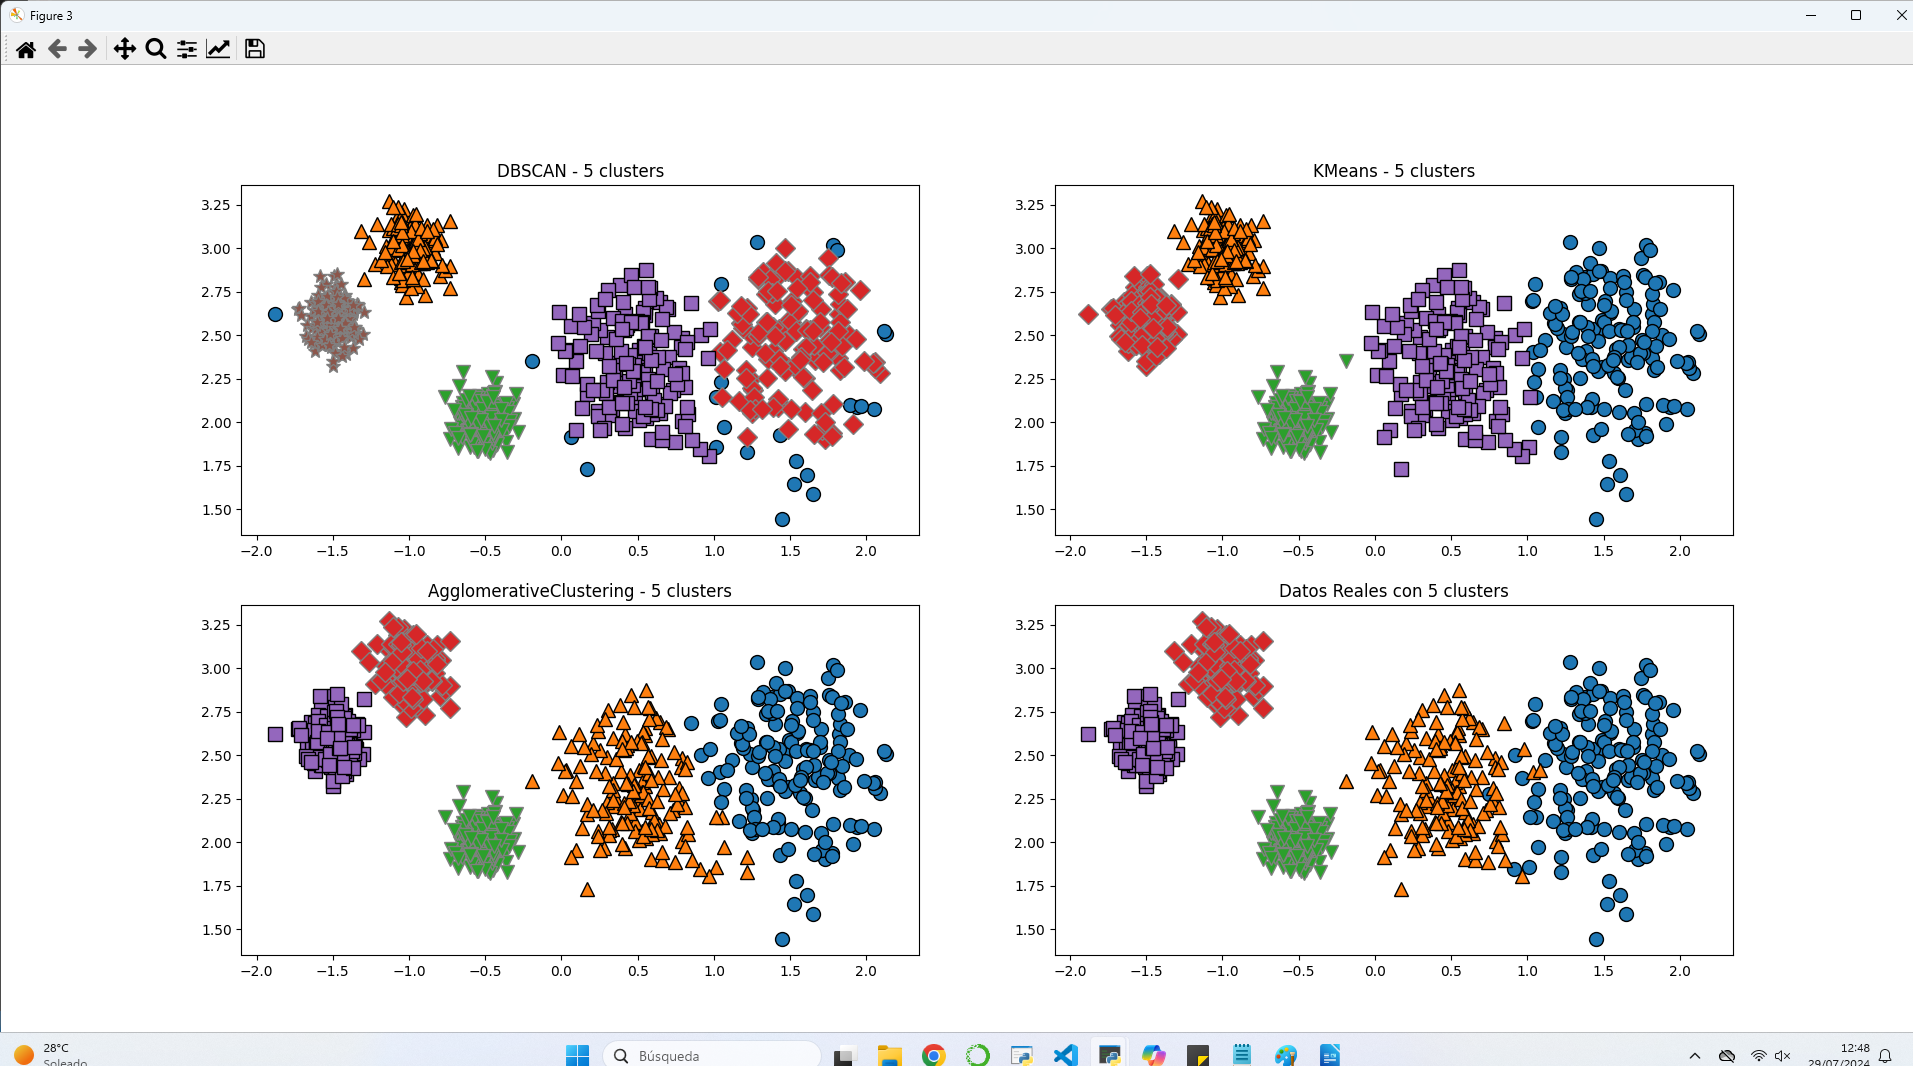 Figure 3
DBSCAN - 5 clusters
3.25
3.00
2.75
2.50
2.25
2.00
1.75
1.50
−2.0 −1.5 −1.0 −0.5 0.0 0.5 1.0 1.5 2.0
KMeans - 5 clusters
3.25
3.00
2.75
2.50
2.25
2.00
1.75
1.50
−2.0 −1.5 −1.0 −0.5 0.0 0.5 1.0 1.5 2.0
AgglomerativeClustering - 5 clusters
3.25
3.00
2.75
2.50
2.25
2.00
1.75
1.50
−2.0 −1.5 −1.0 −0.5 0.0 0.5 1.0 1.5 2.0
Datos Reales con 5 clusters
3.25
3.00
2.75
2.50
2.25
2.00
1.75
1.50
−2.0 −1.5 −1.0 −0.5 0.0 0.5 1.0 1.5 2.0
28°C
Soleado
Búsqueda
12:48
29/07/2024